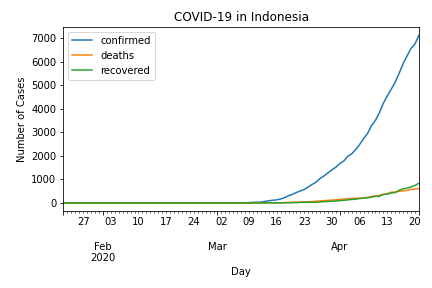 COVID-19 in Indonesia
confirmed
deaths
recovered
Number of Cases
7000
6000
5000
4000
3000
2000
1000
0
27 03 10 17 24 02 09 16 23 30 06 13 20
Feb Mar Apr
2020
Day